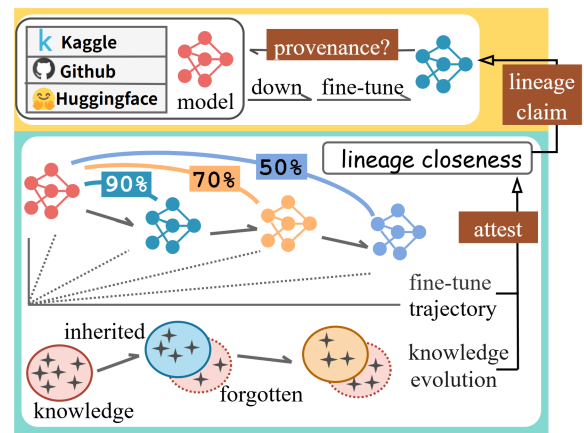 Kaggle
Github
Huggingface
model
provenance?
down
fine-tune
lineage
claim
lineage closeness
50%
70%
90%
attest
fine-tune
trajectory
inherited
knowledge
evolution
forgotten
knowledge